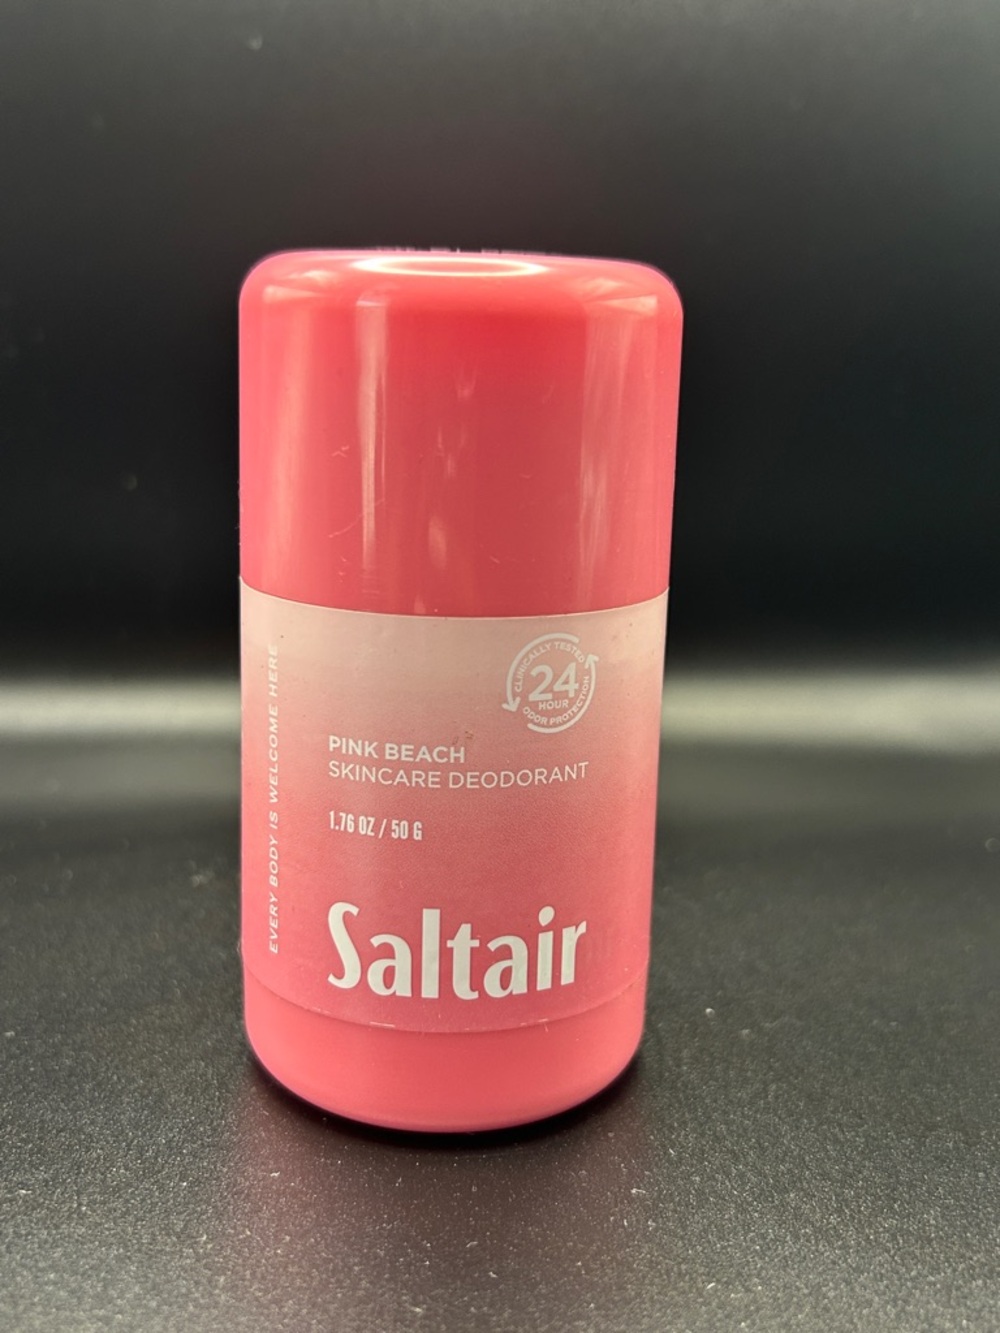 CLINICALLY TESTED
24
HOUR
ODOR PROTECTION
PINK BEACH
SKINCARE DEODORANT
1.76 OZ / 50 G
EVERY BODY IS WELCOME HERE
Saltair